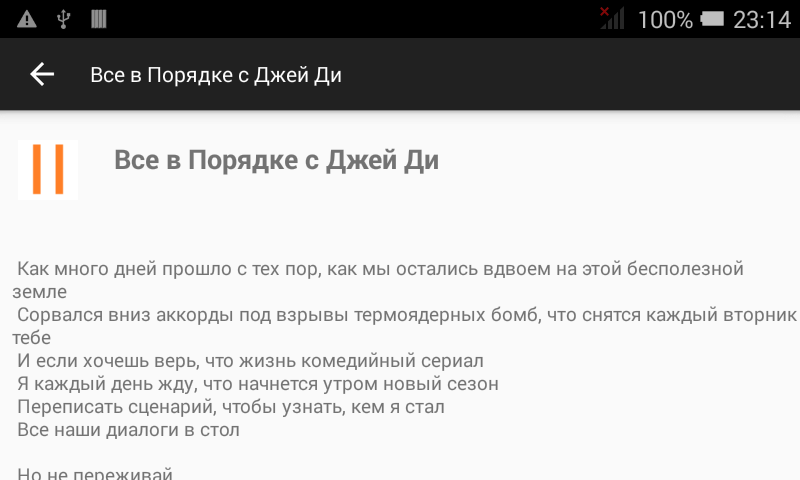 100% 23:14
Все в Порядке с Джей Ди
Все в Порядке с Джей Ди
Как много дней прошло с тех пор, как мы остались вдвоем на этой бесполезной
земле
Сорвался вниз аккорды под взрывы термоядерных бомб, что снятся каждый вторник
тебе
И если хочешь верь, что жизнь комедийный сериал
Я каждый день жду, что начнется утром новый сезон
Переписать сценарий, чтобы узнать, кем я стал
Все наши диалоги в стол
Но не переживай